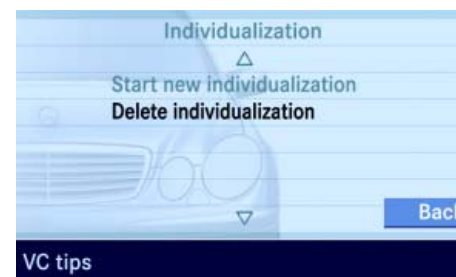 Individualization
Start new individualization
Delete individualization
Bac
VC tips